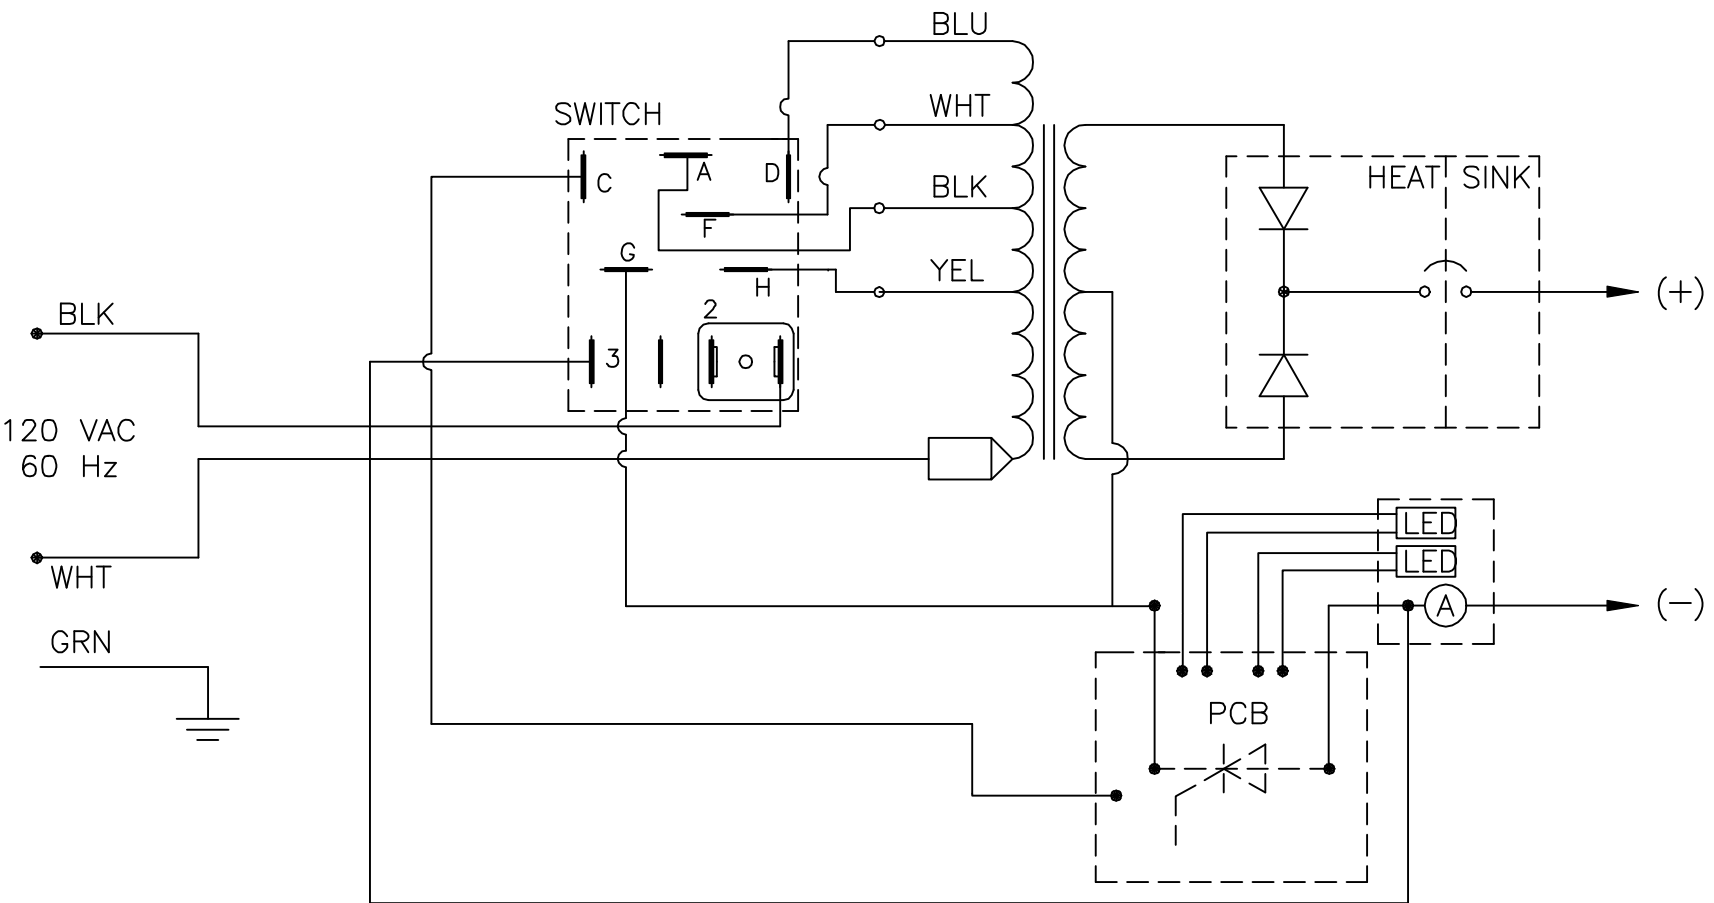 BLU
SWITCH
WHT
A
D
C
HEAT SINK
BLK
F
G
YEL
H
(+)
2
BLK
3
120 VAC
60 Hz
LED
LED
WHT
A
(−)
GRN
PCB